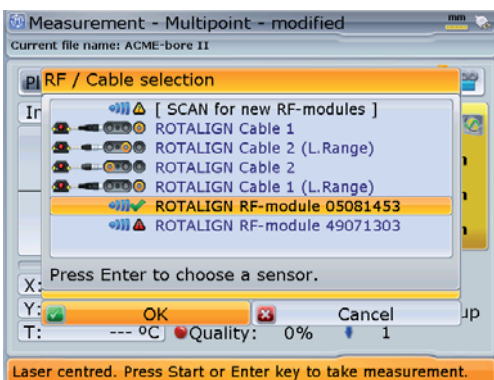 Measurement - Multipoint - modified
mm
Current file name: ACME-bore II
RF / Cable selection
[ SCAN for new RF-modules ]
ROTALIGN Cable 1
ROTALIGN Cable 2 (L.Range)
ROTALIGN Cable 2
ROTALIGN Cable 1 (L.Range)
ROTALIGN RF-module 05081453
ROTALIGN RF-module 49071303
Press Enter to choose a sensor.
X:
Y:
OK
Cancel
T: --- ºC Quality: 0% 1
Laser centred. Press Start or Enter key to take measurement.